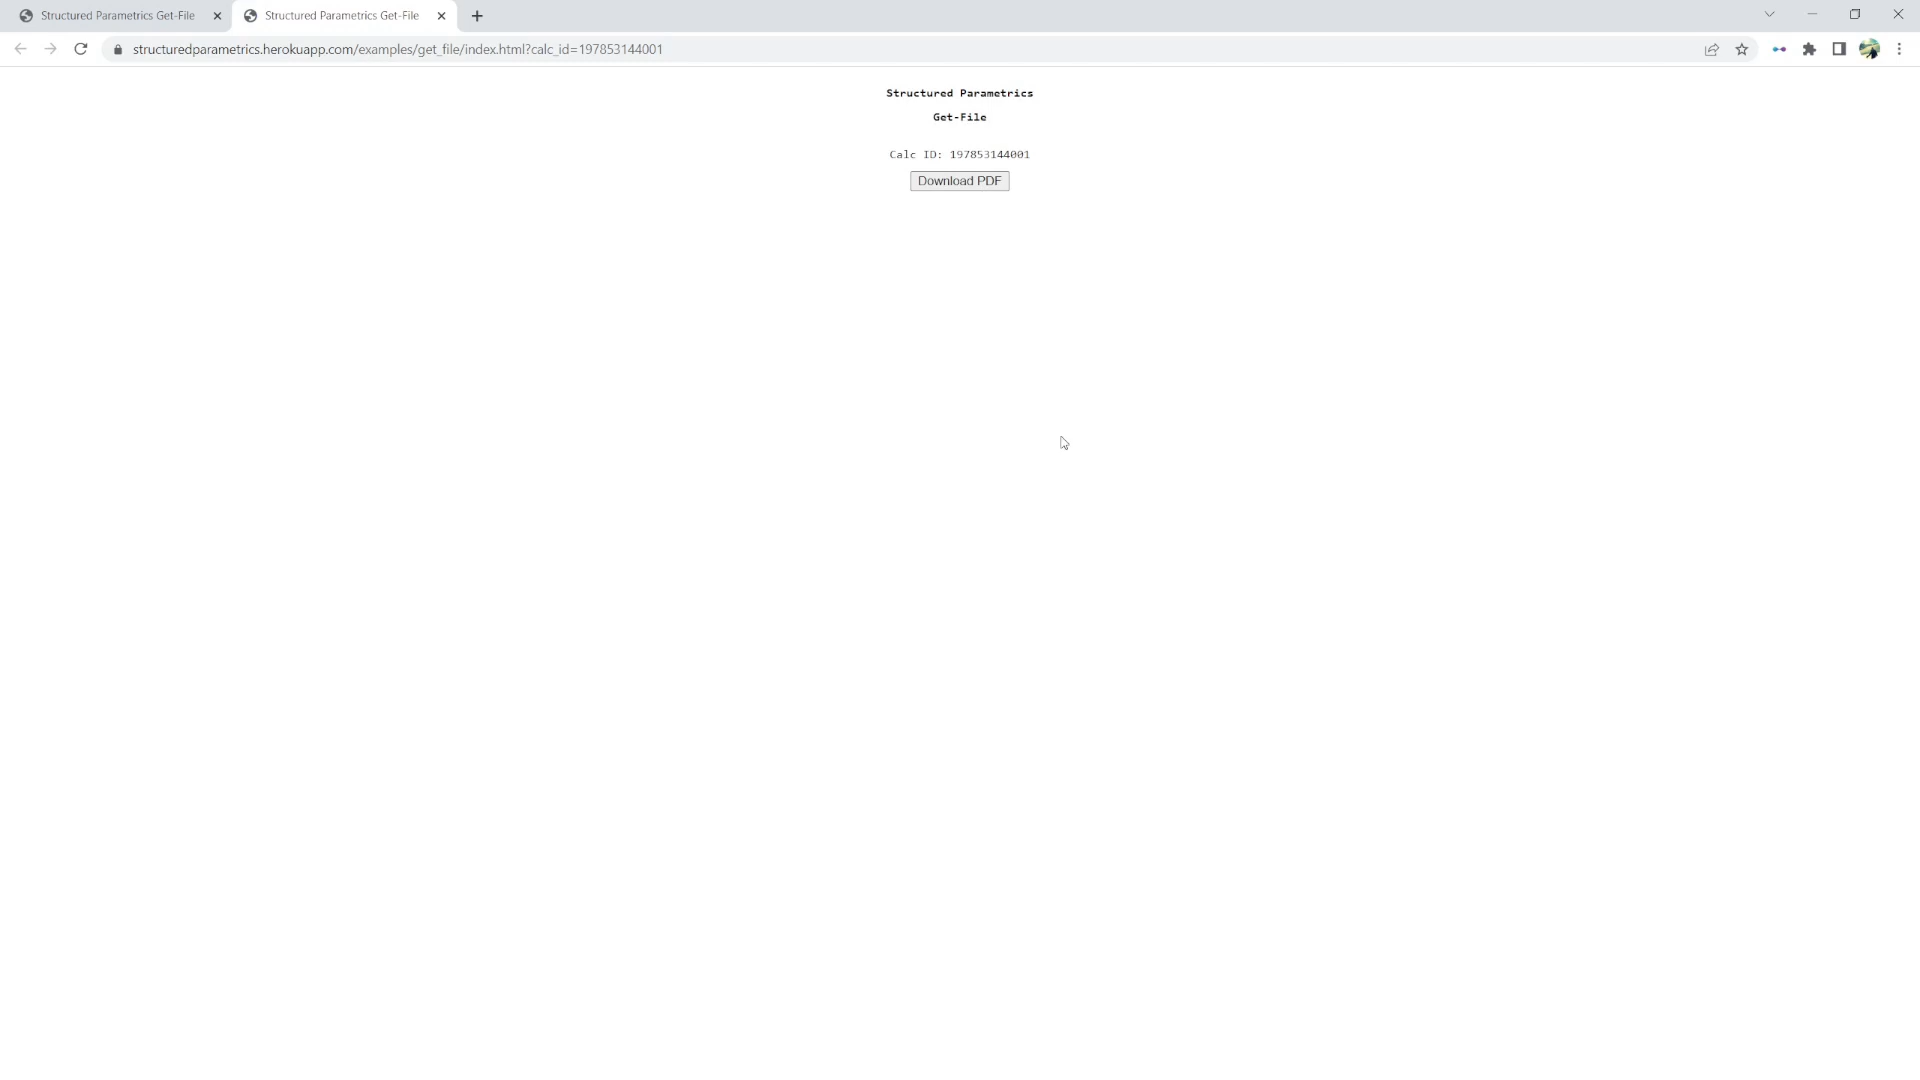 Structured Parametrics Get-File
Structured Parametrics Get-File
structuredparametrics.herokuapp.com/examples/get_file/index.html?calc_id=197853144001
Structured Parametrics
Get-File
Calc ID: 197853144001
Download PDF